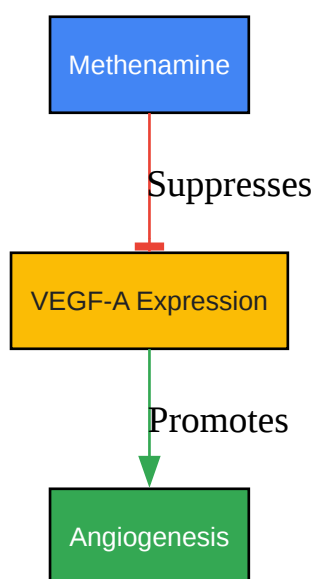 Methenamine
Suppresses
VEGF-A Expression
Promotes
Angiogenesis